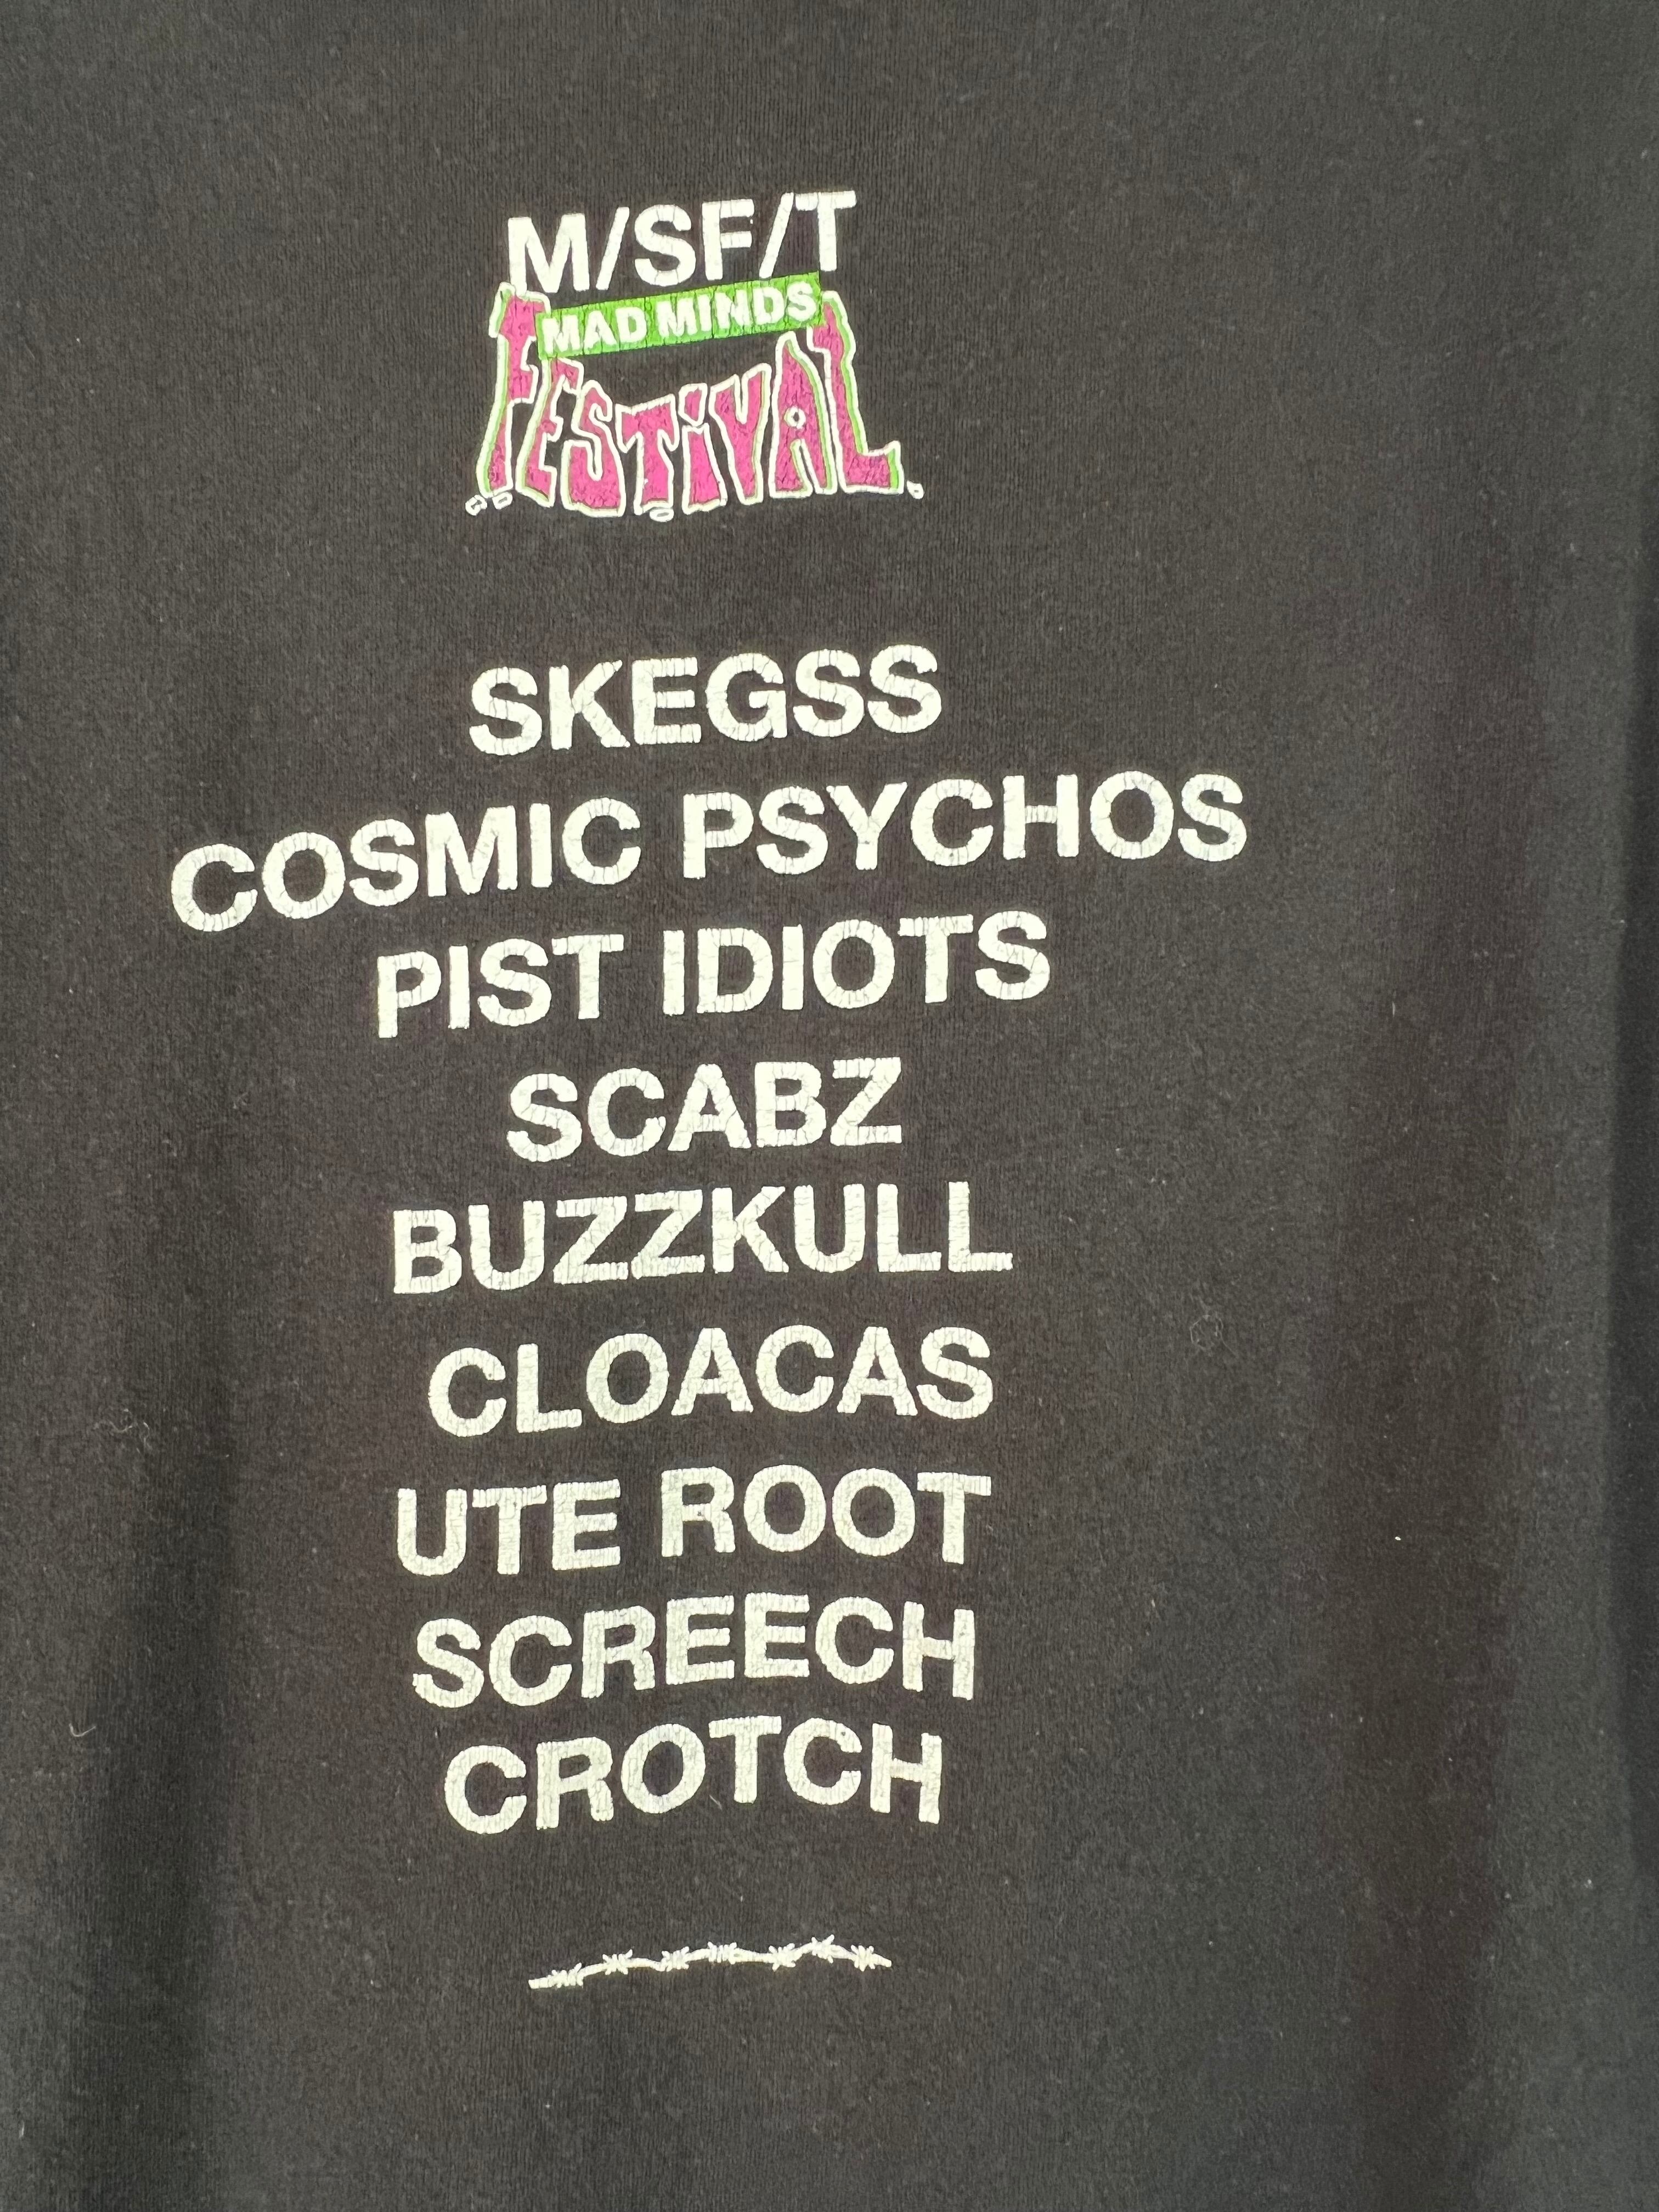 M/SF/T
MAD MINDS
FESTiVAL
SKEGSS
COSMIC PSYCHOS
PIST IDIOTS
SCABZ
BUZZKULL
CLOACAS
UTE ROOT
SCREECH
CROTCH